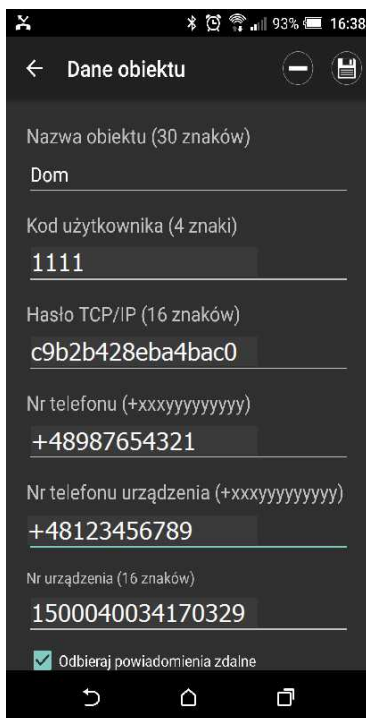 93% 16:38
Dane obiektu
Nazwa obiektu (30 znaków)
Dom
Kod użytkownika (4 znaki)
1111
Hasło TCP/IP (16 znaków)
c9b2b428eba4bac0
Nr telefonu (+xxxyyyyyyyyy)
+48987654321
Nr telefonu urządzenia (+xxxyyyyyyyyy)
+48123456789
Nr urządzenia (16 znaków)
1500040034170329
Odbieraj powiadomienia zdalne